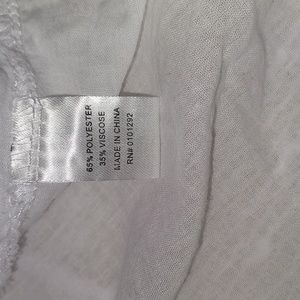 65% POLYESTER
35% VISCOSE
MADE IN CHINA
RN# 0101292